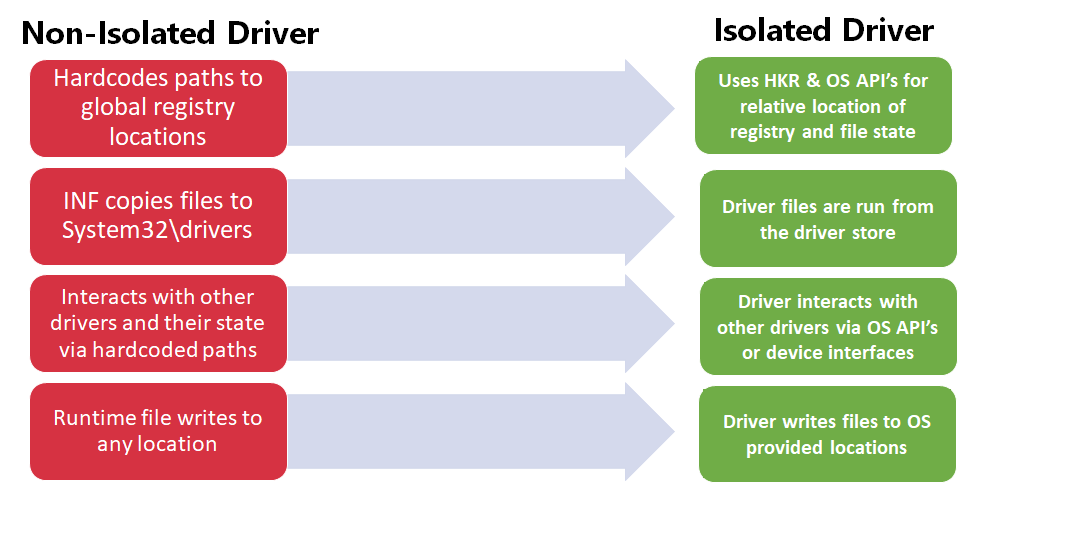 Non-Isolated Driver
Isolated Driver
Hardcodes paths to
global registry
locations
Uses HKR & OS API's for
relative location of
registry and file state
INF copies files to
System32\drivers
Driver files are run from
the driver store
Interacts with other
drivers and their state
via hardcoded paths
Driver interacts with
other drivers via OS API's
or device interfaces
Runtime file writes to
any location
Driver writes files to OS
provided locations